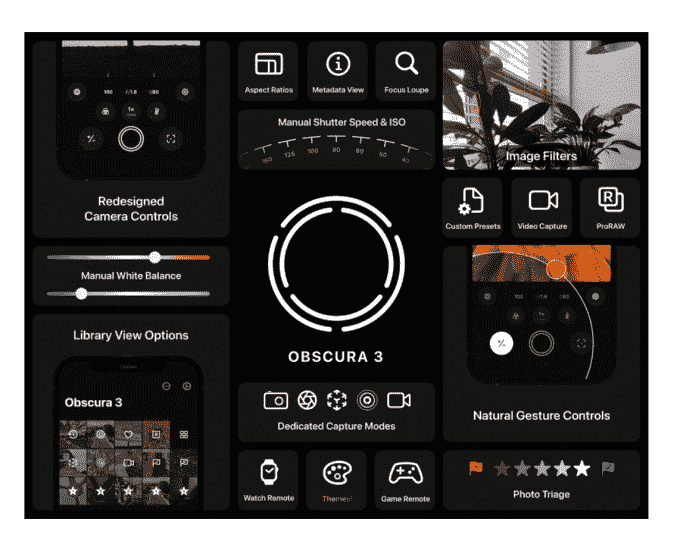 100 ƒ/1.8 1/80
1x
Redesigned
Camera Controls
Aspect Ratios
Metadata View
Focus Loupe
Manual Shutter Speed & ISO
160 125 100 80 60 50 40
Image Filters
Custom Presets
Video Capture
ProRAW
Manual White Balance
OBSCURA 3
Library View Options
Obscura 3
Dedicated Capture Modes
Natural Gesture Controls
Watch Remote
Themes!
Game Remote
Photo Triage